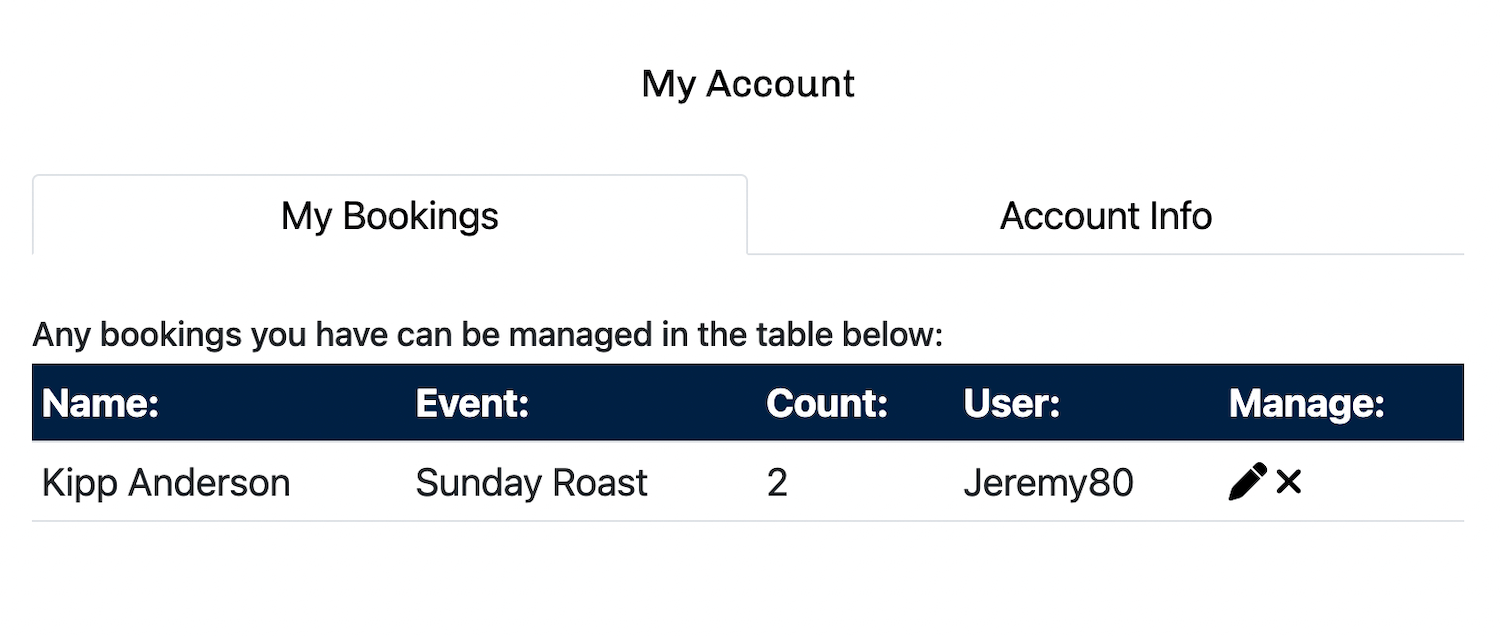 My Account
My Bookings Account Info
Any bookings you have can be managed in the table below:
Name: Event: Count: User: Manage:
Kipp Anderson Sunday Roast 2 Jeremy80